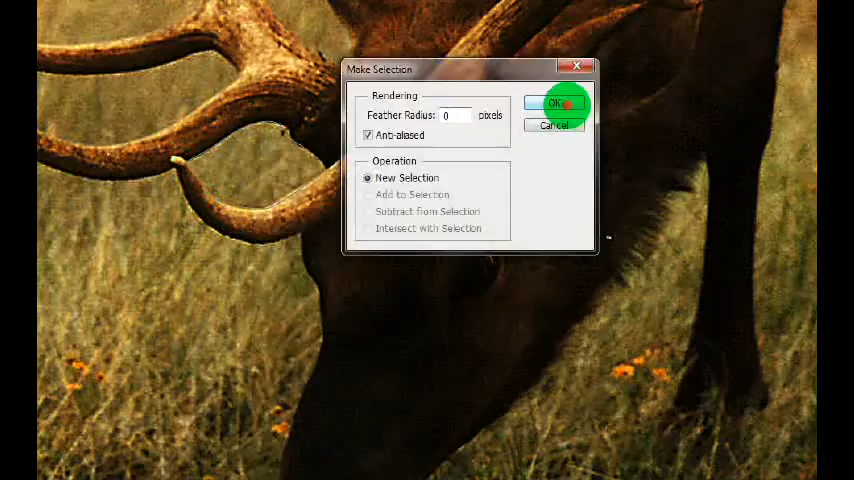 Make Selection
Rendering
Feather Radius: 0 pixels
Anti-aliased
OK
Cancel
Operation
New Selection
Add to Selection
Subtract from Selection
Intersect with Selection